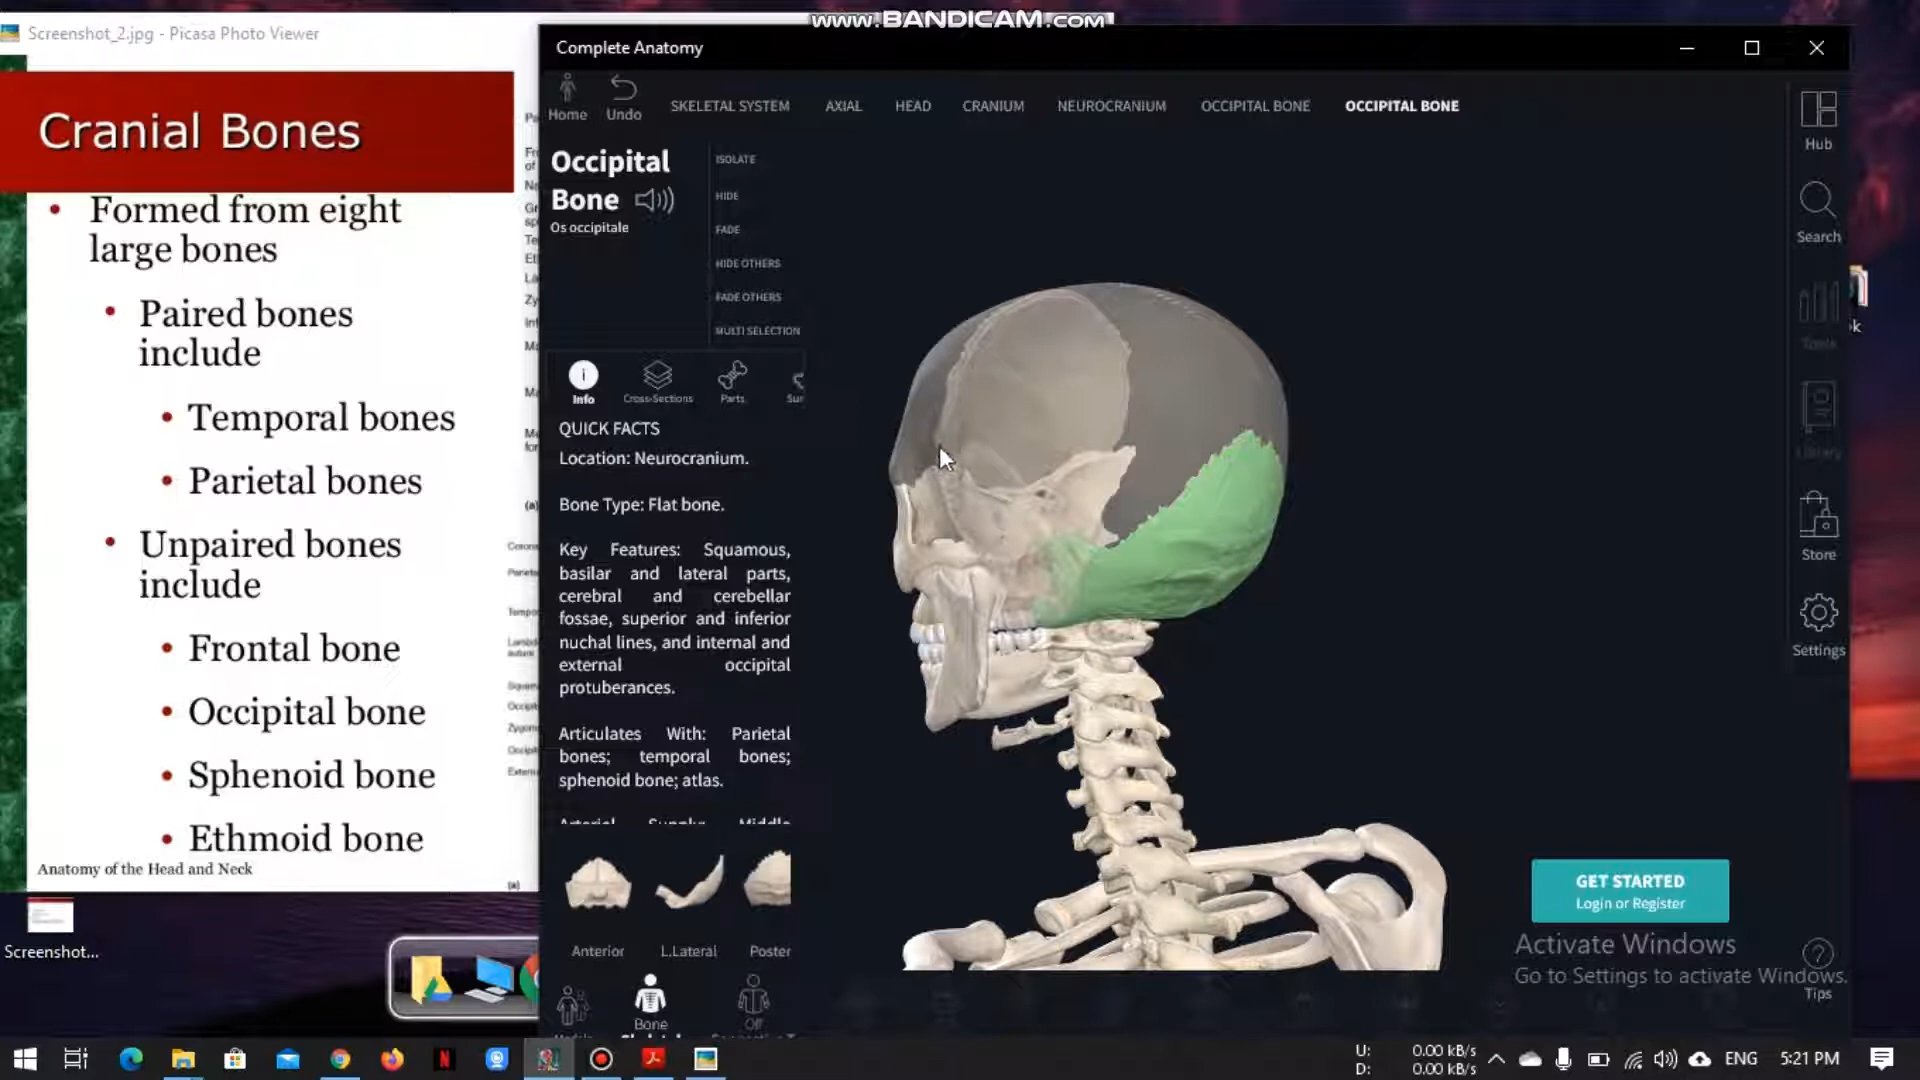 www.BANDICAM.com
Screenshot_2.jpg - Picasa Photo Viewer
Cranial Bones
Formed from eight
large bones
Paired bones
include
Temporal bones
Parietal bones
Unpaired bones
include
Frontal bone
Occipital bone
Sphenoid bone
Ethmoid bone
Anatomy of the Head and Neck
(a)
(a)
Complete Anatomy
Home
Undo
SKELETAL SYSTEM
AXIAL
HEAD
CRANIUM
NEUROCRANIUM
OCCIPITAL BONE
OCCIPITAL BONE
Occipital
Bone
Os occipitale
ISOLATE
HIDE
FADE
HIDE OTHERS
FADE OTHERS
MULTI SELECTION
Info
Cross-Sections
Parts
Sur
QUICK FACTS
Location: Neurocranium.
Bone Type: Flat bone.
Key Features: Squamous,
basilar and lateral parts,
cerebral and cerebellar
fossae, superior and inferior
nuchal lines, and internal and
external occipital
protuberances.
Articulates With: Parietal
bones; temporal bones;
sphenoid bone; atlas.
Arterial Supply: Middle
Anterior
L.Lateral
Poster
Bone
Off
Hub
Search
Tools
Library
Store
Settings
GET STARTED
Login or Register
Activate Windows
Go to Settings to activate Windows.
Tips
Screenshot...
U: 0.00 kB/s
D: 0.00 kB/s
ENG
5:21 PM